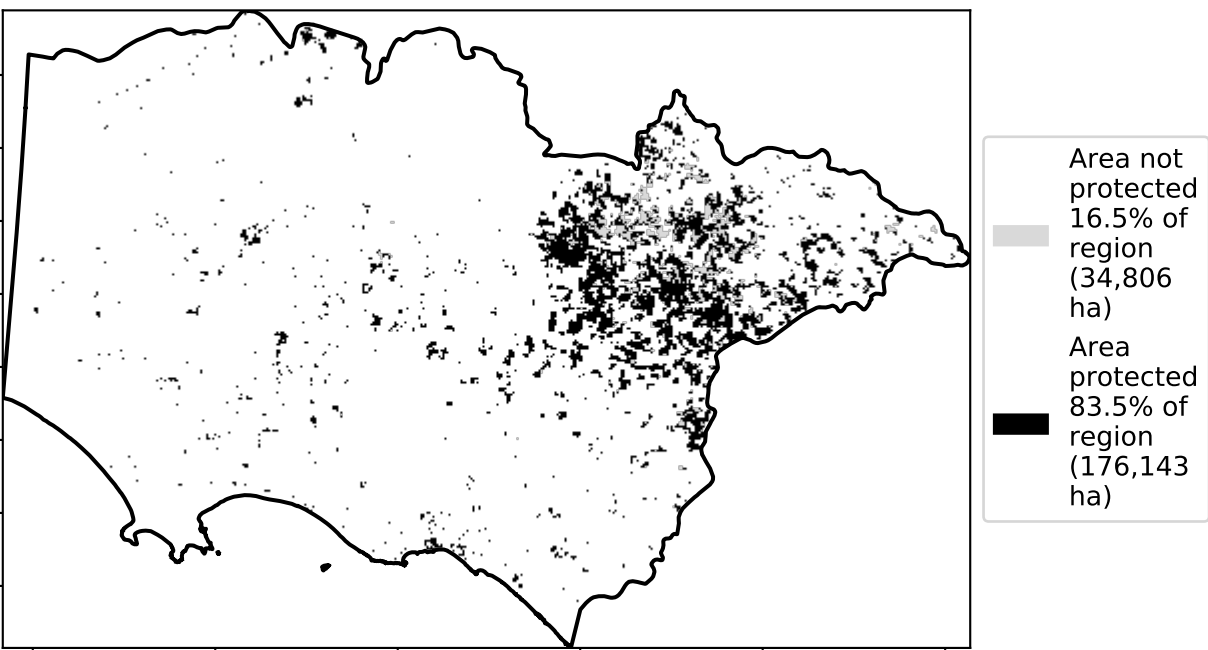 Area not
protected
16.5% of
region
(34,806
ha)
Area
protected
83.5% of
region
(176,143
ha)